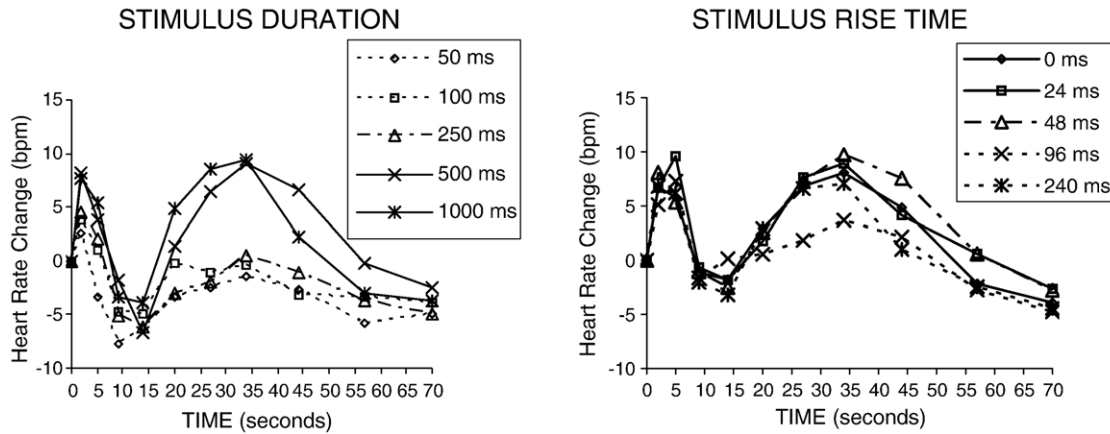 STIMULUS DURATION
50 ms
100 ms
250 ms
500 ms
1000 ms
Heart Rate Change (bpm)
15
10
5
0
-5
-10
0 5 10 15 20 25 30 35 45 50 55 60 65 70
TIME (seconds)
STIMULUS RISE TIME
0 ms
24 ms
48 ms
96 ms
240 ms
Heart Rate Change (bpm)
15
10
5
0
-5
-10
0 5 10 15 20 25 30 35 45 50 55 60 65 70
TIME (seconds)